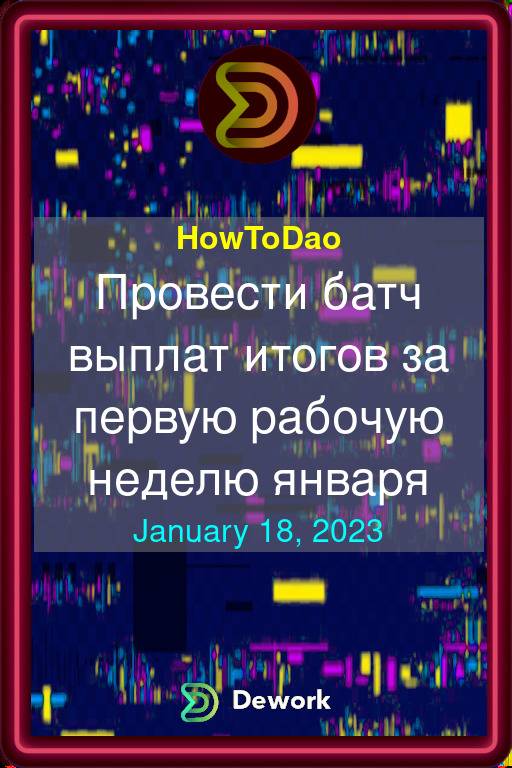 HowToDao
Провести батч
выплат итогов за
первую рабочую
неделю января
January 18, 2023
Dework